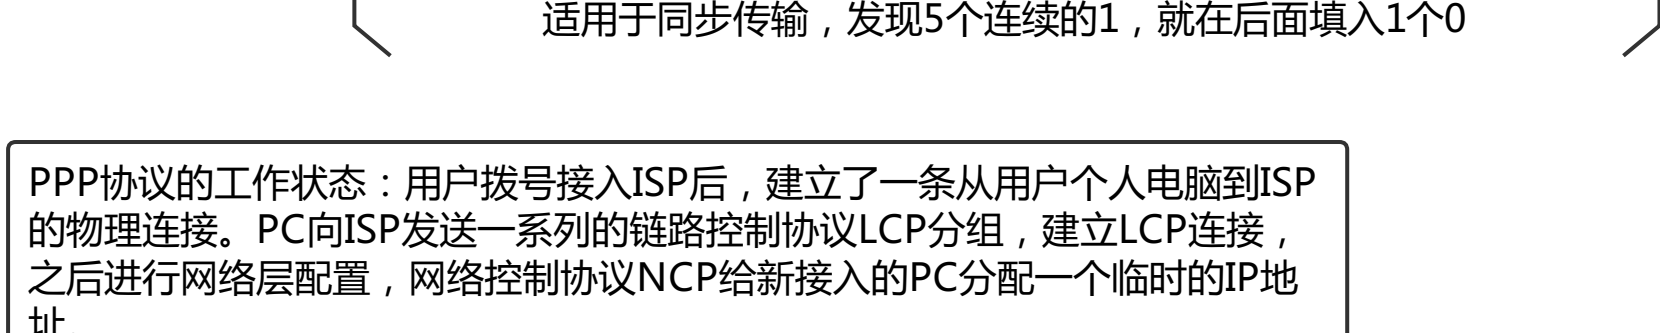 适用于同步传输，发现5个连续的1，就在后面填入1个0
PPP协议的工作状态：用户拨号接入ISP后，建立了一条从用户个人电脑到ISP
的物理连接。PC向ISP发送一系列的链路控制协议LCP分组，建立LCP连接，
之后进行网络层配置，网络控制协议NCP给新接入的PC分配一个临时的IP地
址